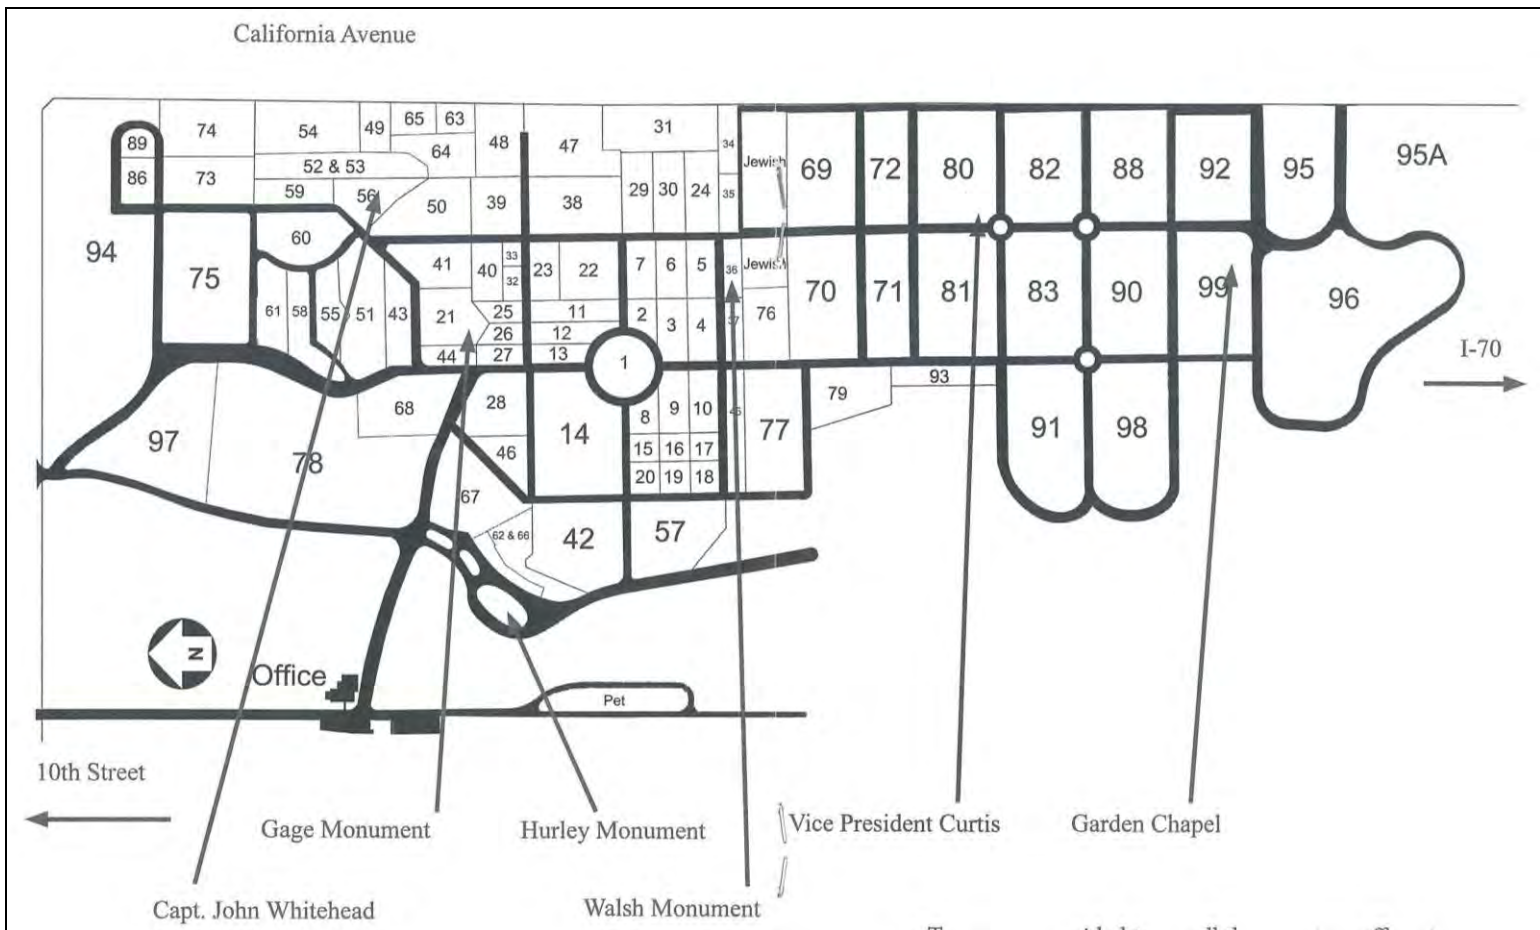 California Avenue
74 54 49 65 63 48 47 31 34 Jewish 69 72 80 82 88 92 95 95A
89 52 & 53 64
86 73 59 56 50 39 38 29 30 24 35
94 75 60 41 40 33 32 23 22 7 6 5 36 Jewish 70 71 81 83 90 99 96
61 58 55 51 43 21 25 11 2 3 4 37 76
26 12
44 27 13 1
I-70
97 78 68 28 14 8 9 10 45 77 79 93 91 98
46 15 16 17
20 19 18
67 62 & 66 42 57
N
Office
Pet
10th Street
Gage Monument
Hurley Monument
Vice President Curtis
Garden Chapel
Capt. John Whitehead
Walsh Monument